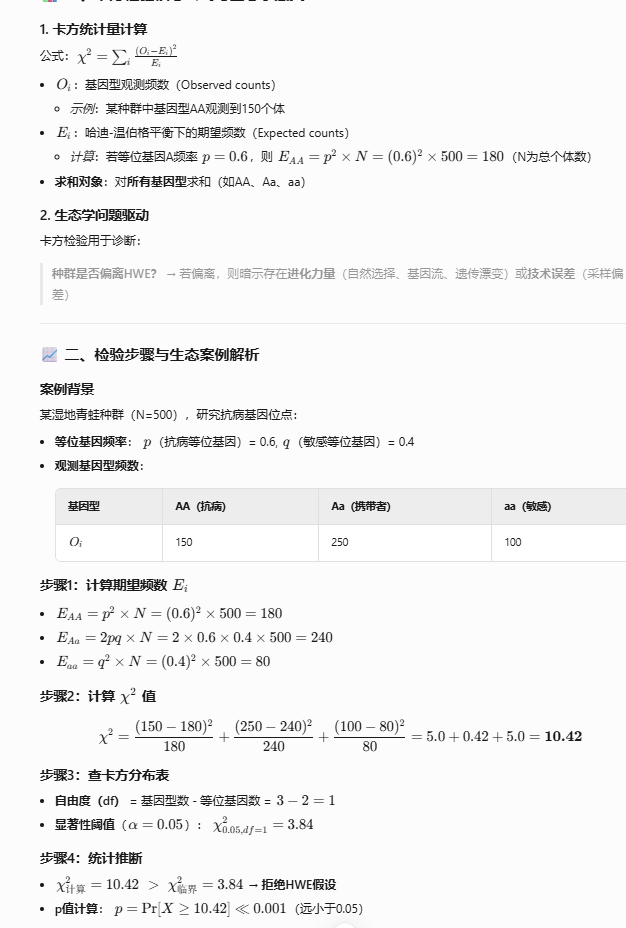 1. 卡方统计量计算
公式：χ² = ∑ᵢ (Oᵢ−Eᵢ)²/Eᵢ
• Oᵢ：基因型观测频数（Observed counts）
◦ 示例：某种群中基因型AA观测到150个体
• Eᵢ：哈迪-温伯格平衡下的期望频数（Expected counts）
◦ 计算：若等位基因A频率 p = 0.6，则 E_AA = p² × N = (0.6)² × 500 = 180（N为总个体数）
• 求和对象：对所有基因型求和（如AA、Aa、aa）
2. 生态学问题驱动
卡方检验用于诊断：
种群是否偏离HWE？ → 若偏离，则暗示存在进化力量（自然选择、基因流、遗传漂变）或技术误差（采样偏
差）
二、检验步骤与生态案例解析
案例背景
某湿地青蛙种群（N=500），研究抗病基因位点：
• 等位基因频率： p（抗病等位基因）= 0.6, q（敏感等位基因）= 0.4
• 观测基因型频数：
基因型 AA（抗病） Aa（携带者） aa（敏感）
Oᵢ 150 250 100
步骤1：计算期望频数 Eᵢ
• E_AA = p² × N = (0.6)² × 500 = 180
• E_Aa = 2pq × N = 2 × 0.6 × 0.4 × 500 = 240
• E_aa = q² × N = (0.4)² × 500 = 80
步骤2：计算 χ² 值
χ² = (150 − 180)²/180 + (250 − 240)²/240 + (100 − 80)²/80 = 5.0 + 0.42 + 5.0 = 10.42
步骤3：查卡方分布表
• 自由度（df） = 基因型数 - 等位基因数 = 3 − 2 = 1
• 显著性阈值（α = 0.05）： χ²_0.05,df=1 = 3.84
步骤4：统计推断
• χ²_计算 = 10.42 > χ²_临界 = 3.84 → 拒绝HWE假设
• p值计算： p = Pr[X ≥ 10.42] ≪ 0.001（远小于0.05）